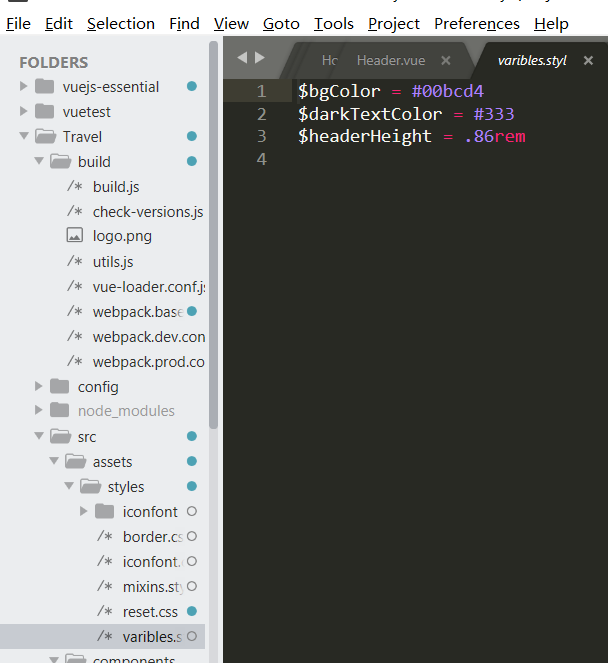 File Edit Selection Find View Goto Tools Project Preferences Help
FOLDERS
vuejs-essential
vuetest
Travel
build
/* build.js
/* check-versions.js
logo.png
/* utils.js
/* vue-loader.conf.j
/* webpack.base
/* webpack.dev.con
/* webpack.prod.co
config
node_modules
src
assets
styles
iconfont
/* border.cs
/* iconfont.
/* mixins.sty
/* reset.css
/* varibles.s
components
Hc Header.vue × varibles.styl ×
1 $bgColor = #00bcd4
2 $darkTextColor = #333
3 $headerHeight = .86rem
4